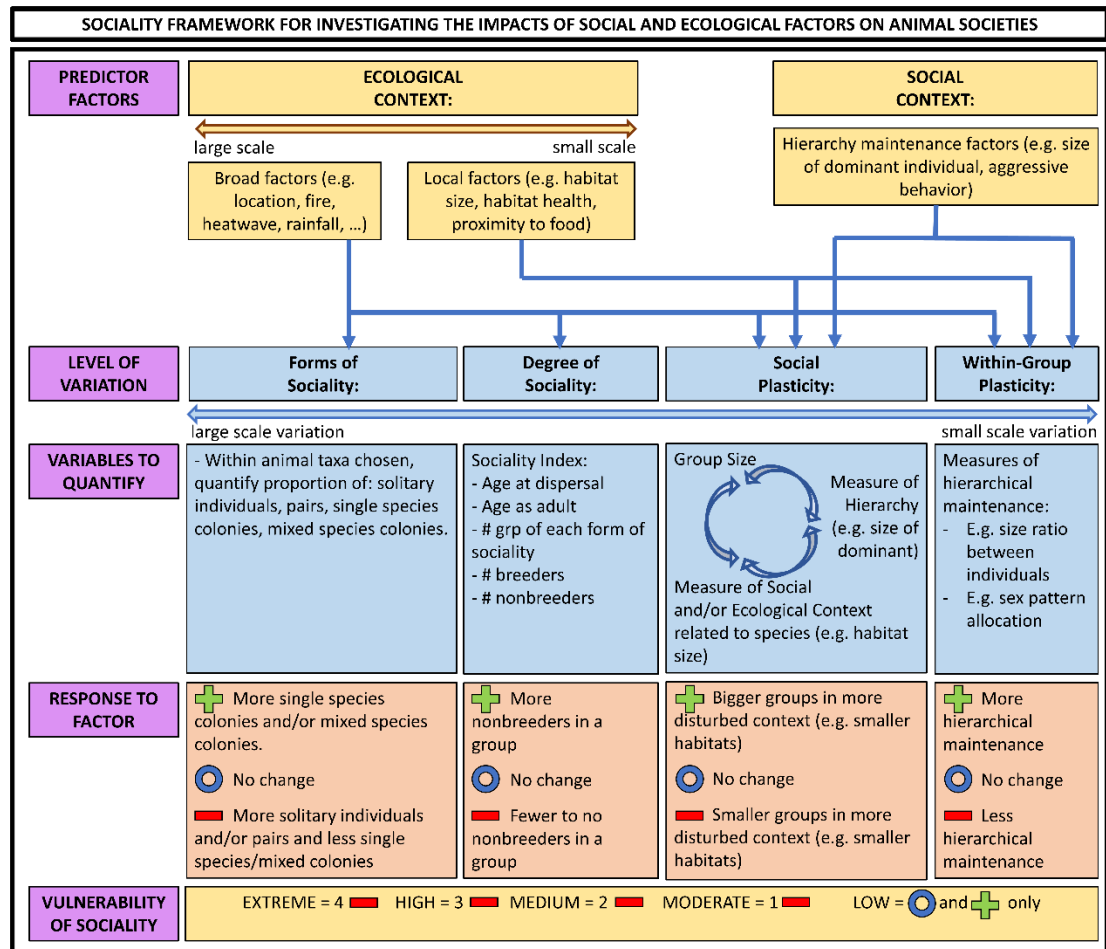 SOCIALITY FRAMEWORK FOR INVESTIGATING THE IMPACTS OF SOCIAL AND ECOLOGICAL FACTORS ON ANIMAL SOCIETIES
PREDICTOR
FACTORS
ECOLOGICAL
CONTEXT:
SOCIAL
CONTEXT:
large scale
small scale
Broad factors (e.g.
location, fire,
heatwave, rainfall, ...)
Local factors (e.g. habitat
size, habitat health,
proximity to food)
Hierarchy maintenance factors (e.g. size
of dominant individual, aggressive
behavior)
LEVEL OF
VARIATION
Forms of
Sociality:
Degree of
Sociality:
Social
Plasticity:
Within-Group
Plasticity:
large scale variation
small scale variation
VARIABLES TO
QUANTIFY
- Within animal taxa chosen,
quantify proportion of: solitary
individuals, pairs, single species
colonies, mixed species colonies.
Sociality Index:
- Age at dispersal
- Age as adult
- # grp of each form of
sociality
- # breeders
- # nonbreeders
Group Size
Measure of
Hierarchy
(e.g. size of
dominant)
Measure of Social
and/or Ecological Context
related to species (e.g. habitat
size)
Measures of
hierarchical
maintenance:
- E.g. size ratio
between
individuals
- E.g. sex pattern
allocation
RESPONSE TO
FACTOR
More single species
colonies and/or mixed species
colonies.
No change
More solitary individuals
and/or pairs and less single
species/mixed colonies
More
nonbreeders in a
group
No change
Fewer to no
nonbreeders in a
group
Bigger groups in more
disturbed context (e.g. smaller
habitats)
No change
Smaller groups in more
disturbed context (e.g. smaller
habitats)
More
hierarchical
maintenance
No change
Less
hierarchical
maintenance
VULNERABILITY
OF SOCIALITY
EXTREME = 4 HIGH = 3 MEDIUM = 2 MODERATE = 1 LOW = and only